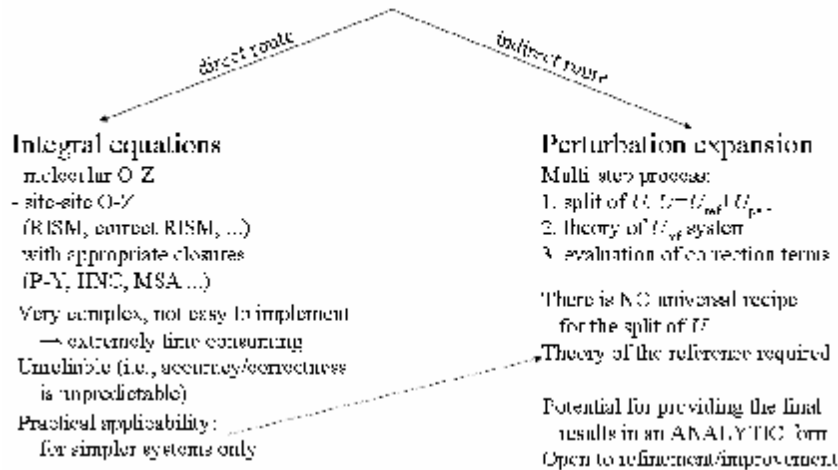 direct route
indirect route
Integral equations
molecular O-Z
- site-site O-Z
(RISM, correct RISM, ...)
with appropriate closures
(P-Y, HNC, MSA ...)
Very complex, not easy to implement
→ extremely time consuming
Unreliable (i.e., accuracy/correctness
is unpredictable)
Practical applicability:
for simpler systems only
Perturbation expansion
Multi-step process:
1. split of U, U=Uref+U
2. theory of Uref system
3. evaluation of correction terms
There is NO universal recipe
for the split of U
Theory of the reference required
Potential for providing the final
results in an ANALYTIC form
Open to refinement/improvement